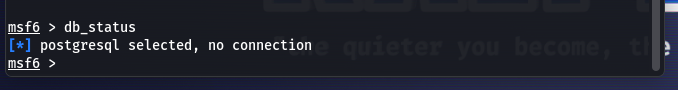 msf6 > db_status
[*] postgresql selected, no connection
msf6 >
the quieter you become, the